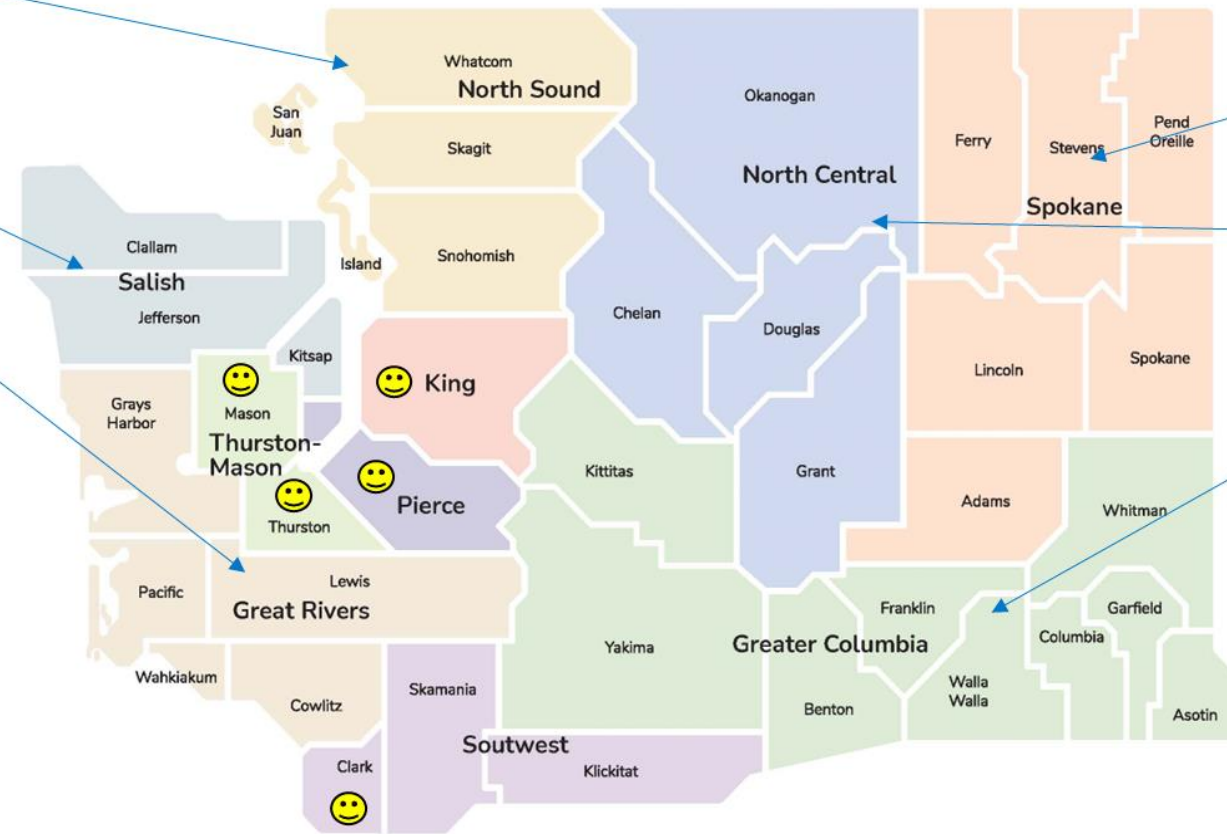 Whatcom
North Sound
San
Juan
Skagit
Okanogan
Ferry
Stevens
Pend
Oreille
North Central
Spokane
Clallam
Island
Snohomish
Salish
Jefferson
Chelan
Douglas
Kitsap
Lincoln
Spokane
King
Grays
Harbor
Mason
Thurston-
Mason
Kittitas
Grant
Pierce
Adams
Whitman
Thurston
Lewis
Pacific
Great Rivers
Franklin
Garfield
Columbia
Yakima
Greater Columbia
Wahkiakum
Skamania
Walla
Walla
Cowlitz
Benton
Asotin
Soutwest
Clark
Klickitat